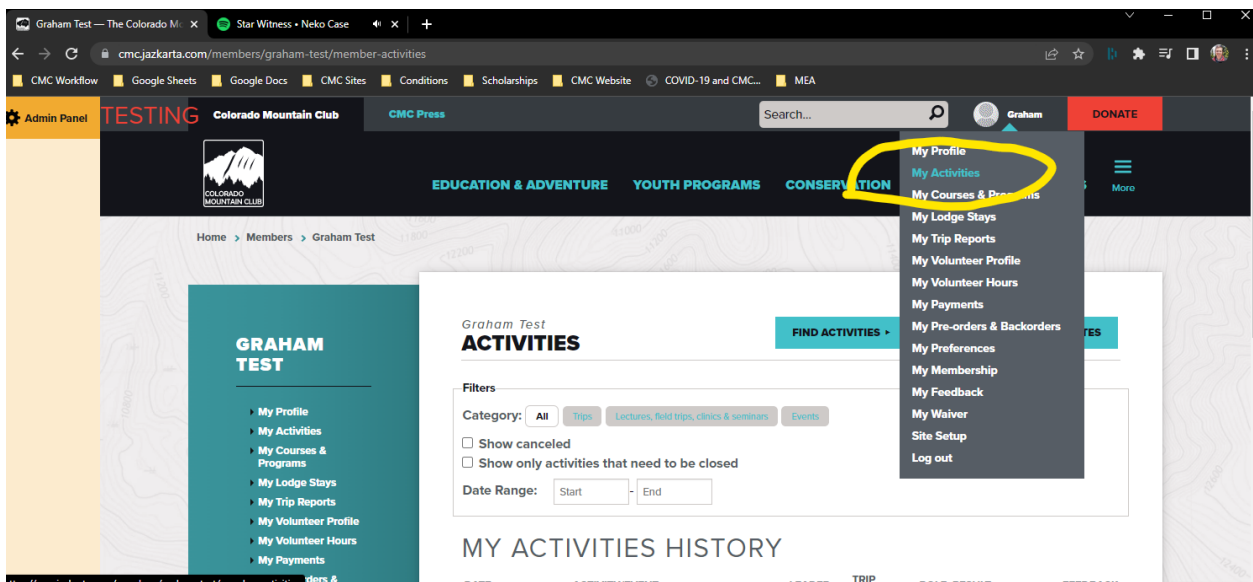 Graham Test — The Colorado Mo
Star Witness • Neko Case
cmc.jazkarta.com/members/graham-test/member-activities
CMC Workflow Google Sheets Google Docs CMC Sites Conditions Scholarships CMC Website COVID-19 and CMC... MEA
Admin Panel
TESTING
Colorado Mountain Club
CMC Press
Search...
Graham
DONATE
COLORADO
MOUNTAIN CLUB
EDUCATION & ADVENTURE YOUTH PROGRAMS CONSERVATION
More
My Profile
My Activities
My Courses & Programs
My Lodge Stays
My Trip Reports
My Volunteer Profile
My Volunteer Hours
My Payments
My Pre-orders & Backorders
My Preferences
My Membership
My Feedback
My Waiver
Site Setup
Log out
Home > Members > Graham Test
GRAHAM
TEST
My Profile
My Activities
My Courses &
Programs
My Lodge Stays
My Trip Reports
My Volunteer Profile
My Volunteer Hours
My Payments
Graham Test
ACTIVITIES
FIND ACTIVITIES
Filters
Category: All Trips Lectures, field trips, clinics & seminars Events
Show canceled
Show only activities that need to be closed
Date Range: Start - End
MY ACTIVITIES HISTORY
TRIP